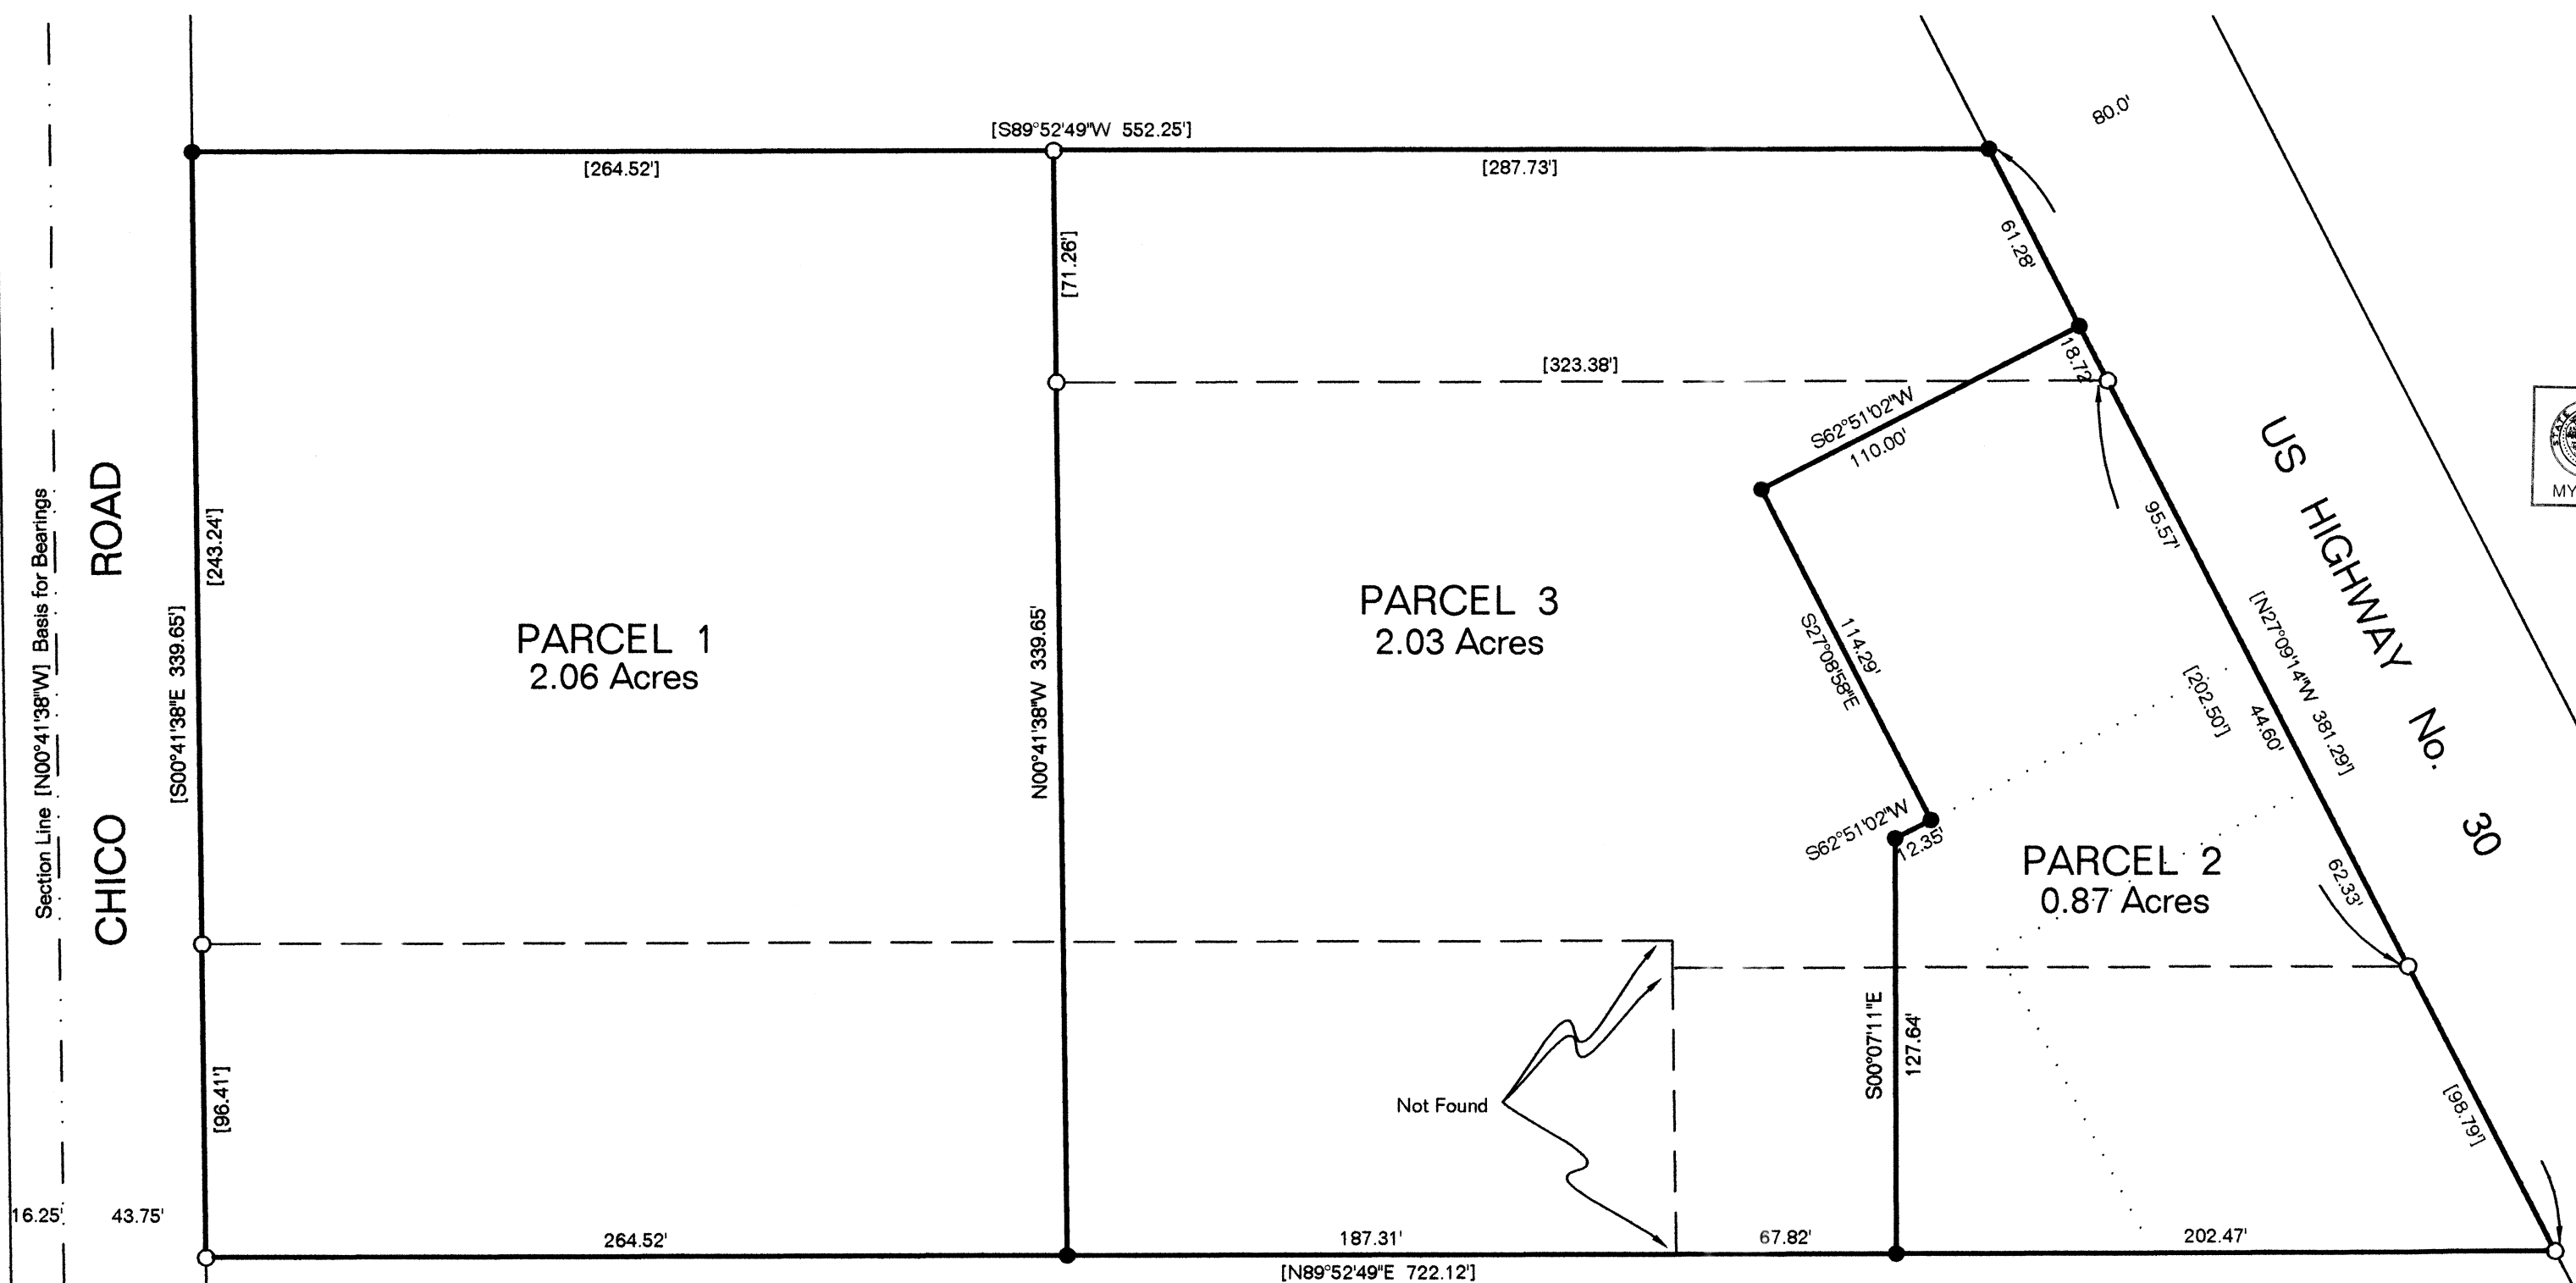 80.0'
[S89°52'49"W 552.25']
[264.52']
[287.73']
[71.26']
61.28'
18.72
[323.38']
S62°51'02"W
110.00'
STATE
MY
US HIGHWAY No. 30
95.57'
[N27°09'14"W 381.29']
[202.50']
44.60'
62.33'
[98.79']
Section Line [N00°41'38"W] Basis for Bearings
CHICO ROAD
[S00°41'38"E 339.65']
[243.24']
PARCEL 1
2.06 Acres
N00°41'38"W 339.65'
PARCEL 3
2.03 Acres
114.29'
S27°08'58"E
S62°51'02"W
12.35'
PARCEL 2
0.87 Acres
[96.41']
Not Found
S00°07'11"E
127.64'
16.25'
43.75'
264.52'
187.31'
67.82'
202.47'
[N89°52'49"E 722.12']